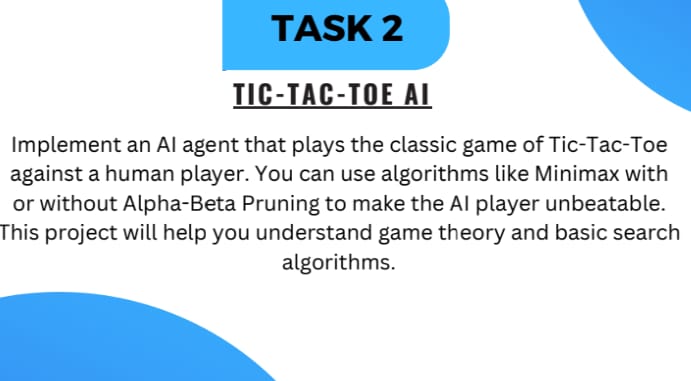 TASK 2
TIC-TAC-TOE AI
Implement an AI agent that plays the classic game of Tic-Tac-Toe
against a human player. You can use algorithms like Minimax with
or without Alpha-Beta Pruning to make the AI player unbeatable.
This project will help you understand game theory and basic search
algorithms.